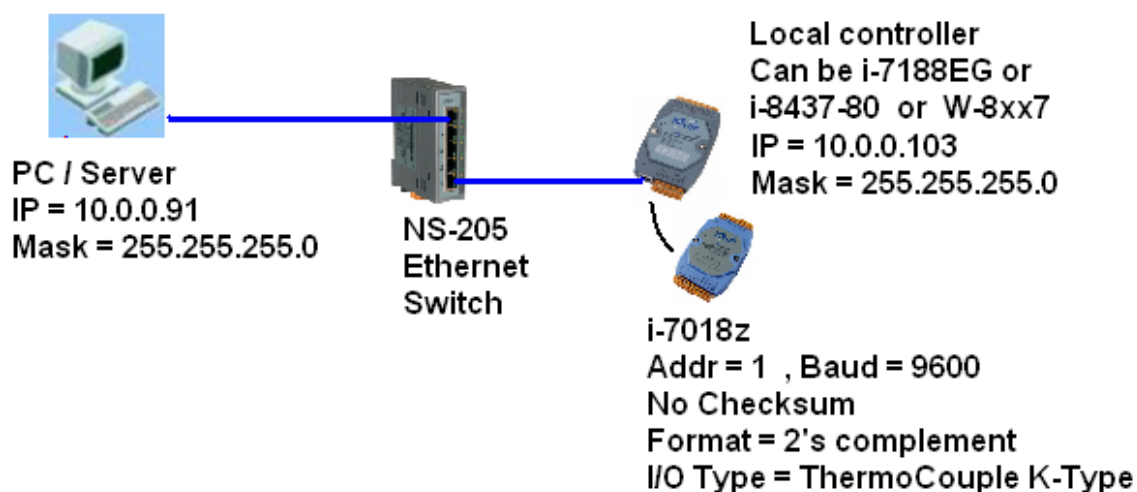 PC / Server
IP = 10.0.0.91
Mask = 255.255.255.0
NS-205
Ethernet
Switch
Local controller
Can be i-7188EG or
i-8437-80 or W-8xx7
IP = 10.0.0.103
Mask = 255.255.255.0
i-7018z
Addr = 1 , Baud = 9600
No Checksum
Format = 2's complement
I/O Type = ThermoCouple K-Type